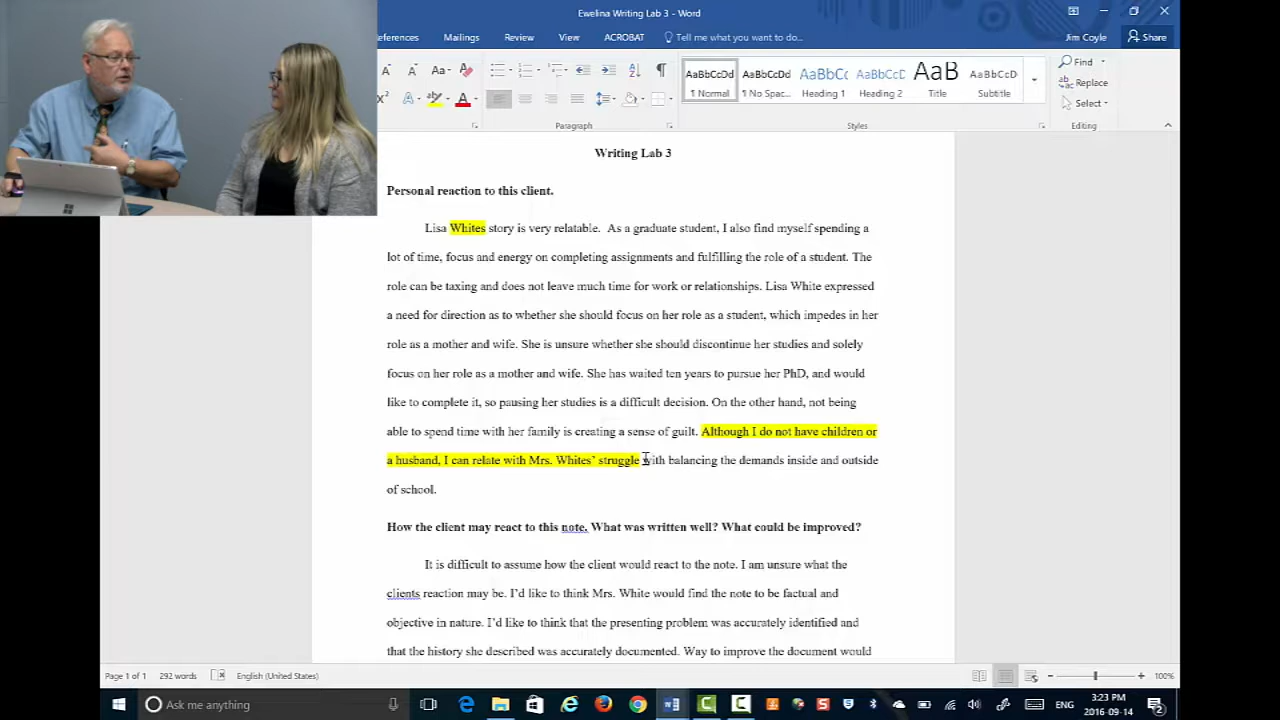 Ewelina Writing Lab 3 - Word
eferences Mailings Review View ACROBAT Tell me what you want to do... Jim Coyle Share
Aa
AaBbCcDd AaBbCcDd AaBbCc AaBbCcD AaB AaBbCcD
¶ Normal ¶ No Spac... Heading 1 Heading 2 Title Subtitle
Find
Replace
Select
Paragraph Styles Editing
Writing Lab 3
Personal reaction to this client.
Lisa Whites story is very relatable. As a graduate student, I also find myself spending a
lot of time, focus and energy on completing assignments and fulfilling the role of a student. The
role can be taxing and does not leave much time for work or relationships. Lisa White expressed
a need for direction as to whether she should focus on her role as a student, which impedes in her
role as a mother and wife. She is unsure whether she should discontinue her studies and solely
focus on her role as a mother and wife. She has waited ten years to pursue her PhD, and would
like to complete it, so pausing her studies is a difficult decision. On the other hand, not being
able to spend time with her family is creating a sense of guilt. Although I do not have children or
a husband, I can relate with Mrs. Whites’ struggle with balancing the demands inside and outside
of school.
How the client may react to this note. What was written well? What could be improved?
It is difficult to assume how the client would react to the note. I am unsure what the
clients reaction may be. I’d like to think Mrs. White would find the note to be factual and
objective in nature. I’d like to think that the presenting problem was accurately identified and
that the history she described was accurately documented. Way to improve the document would
Page 1 of 1 292 words English (United States) 100%
Ask me anything
ENG
3:23 PM
2016-09-14